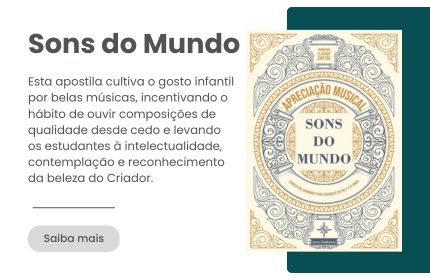 Sons do Mundo
Esta apostila cultiva o gosto infantil
por belas músicas, incentivando o
hábito de ouvir composições de
qualidade desde cedo e levando
os estudantes à intelectualidade,
contemplação e reconhecimento
da beleza do Criador.
Saiba mais
APRECIAÇÃO MUSICAL
SONS
DO
MUNDO